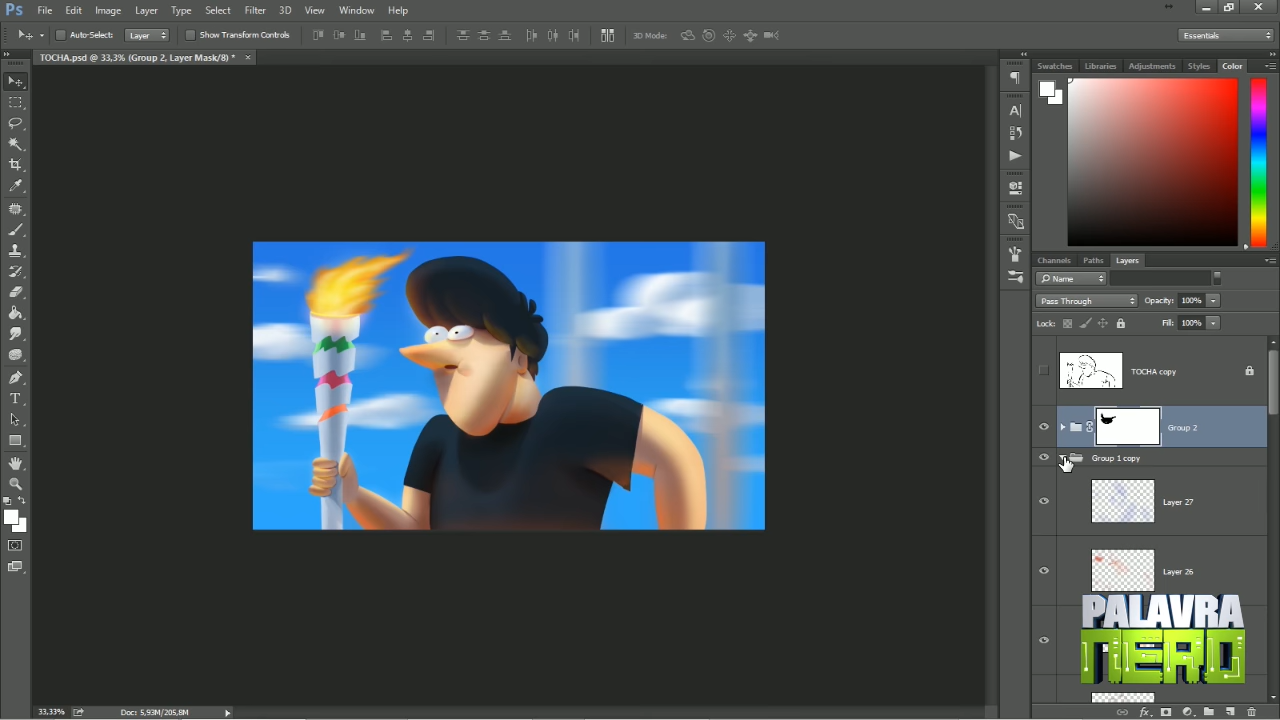 Ps File Edit Image Layer Type Select Filter 3D View Window Help
Auto-Select: Layer Show Transform Controls 3D Mode: Essentials
TOCHA.psd @ 33,3% (Group 2, Layer Mask/8) * ×
Swatches Libraries Adjustments Styles Color
Channels Paths Layers
Name
Pass Through Opacity: 100%
Lock: Fill: 100%
TOCHA copy
Group 2
Group 1 copy
Layer 27
Layer 26
PALAVRA
NERD
33,33% Doc: 5,93M/205,8M